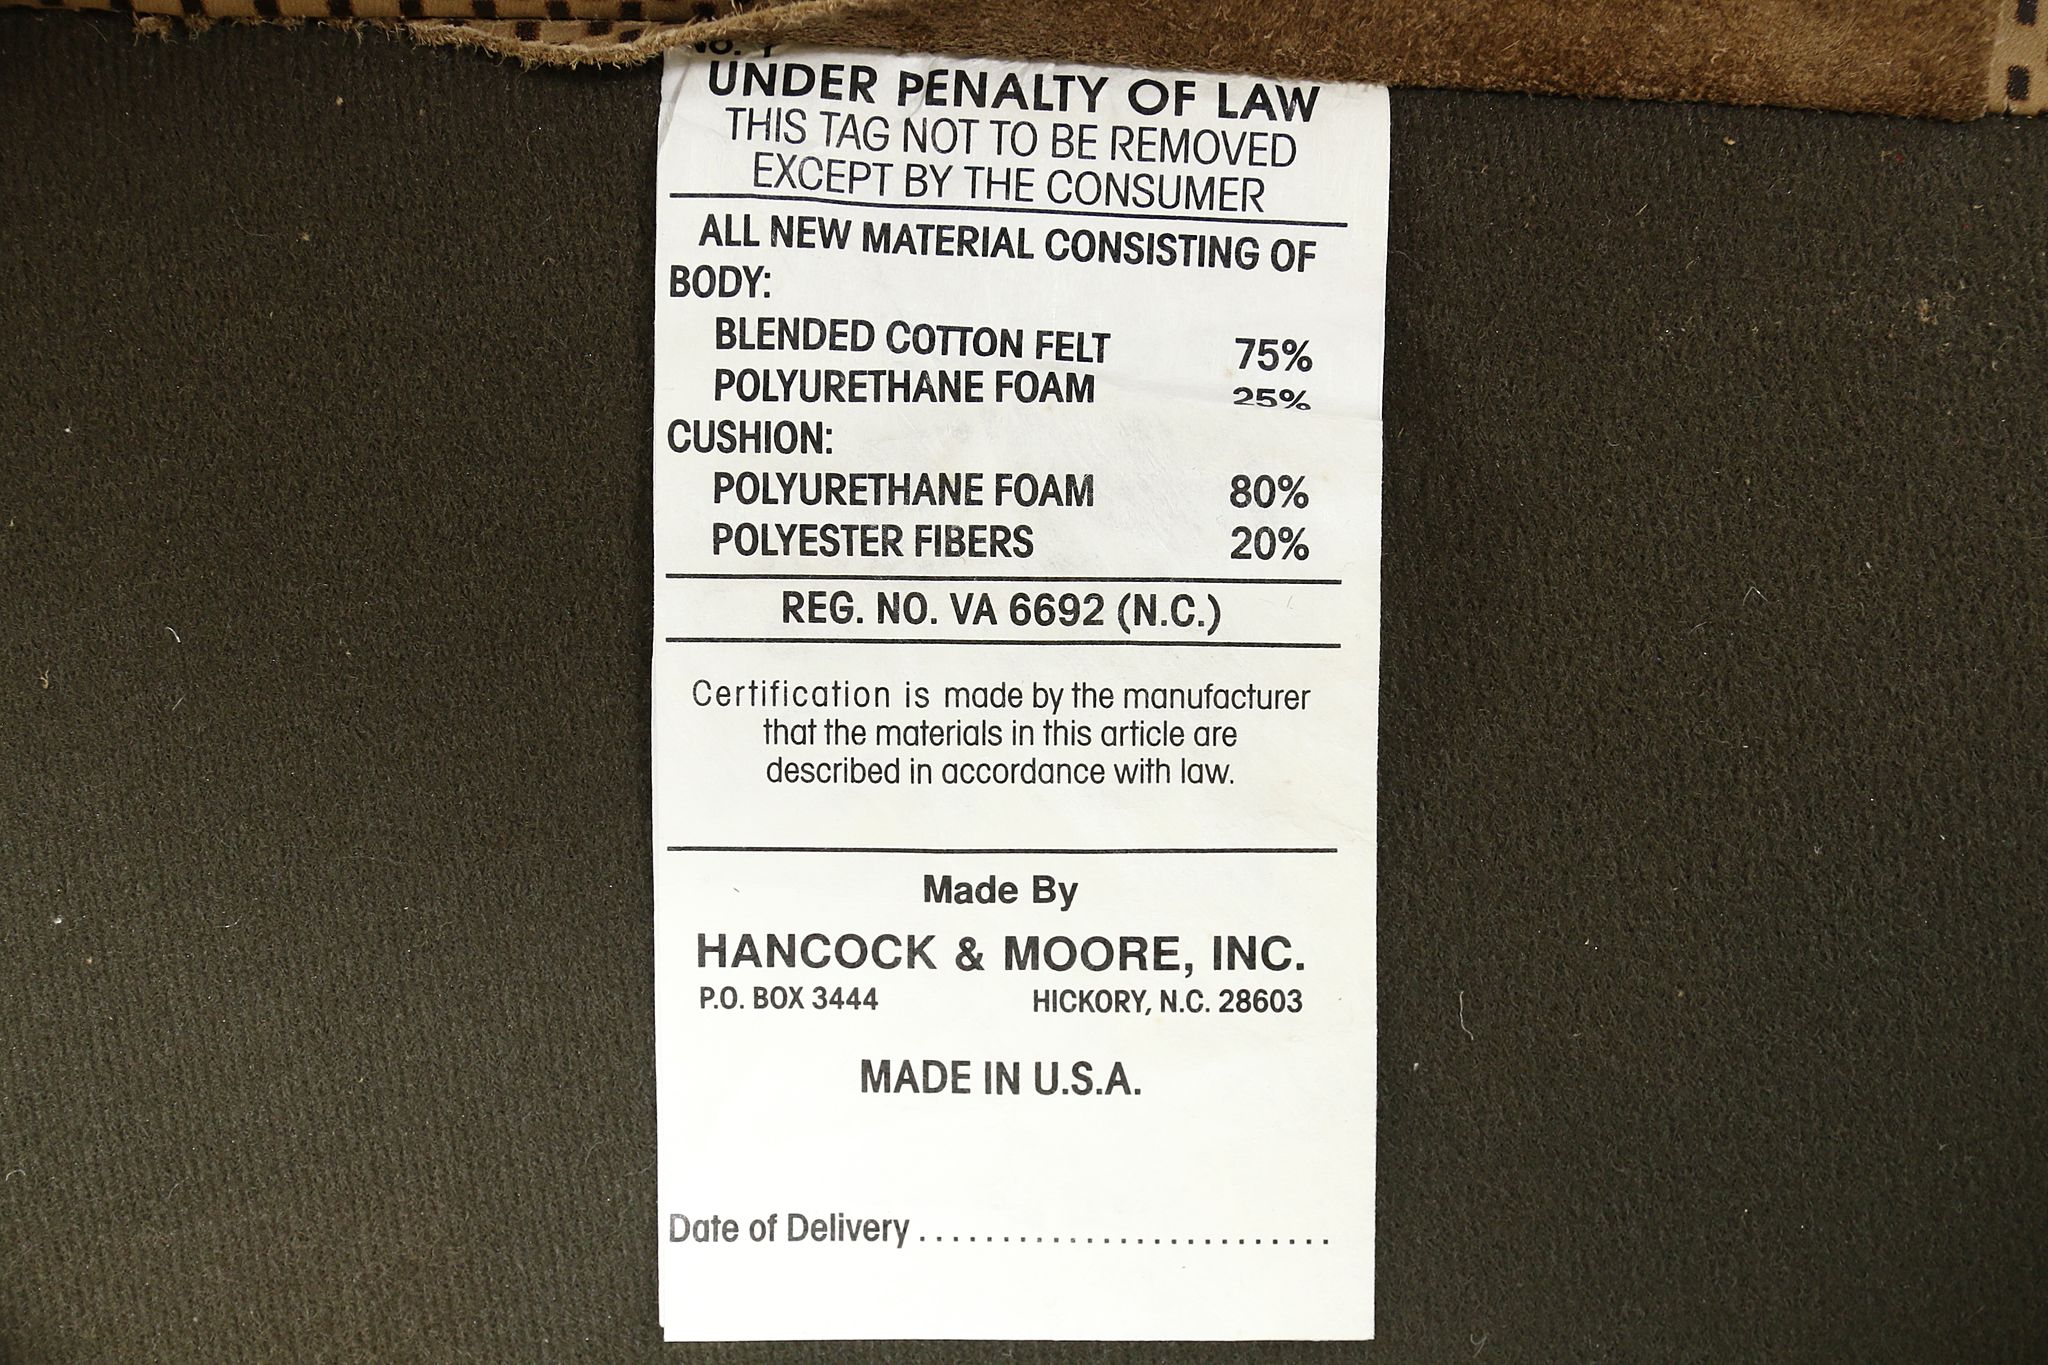 UNDER PENALTY OF LAW
THIS TAG NOT TO BE REMOVED
EXCEPT BY THE CONSUMER
ALL NEW MATERIAL CONSISTING OF
BODY:
BLENDED COTTON FELT 75%
POLYURETHANE FOAM 25%
CUSHION:
POLYURETHANE FOAM 80%
POLYESTER FIBERS 20%
REG. NO. VA 6692 (N.C.)
Certification is made by the manufacturer
that the materials in this article are
described in accordance with law.
Made By
HANCOCK & MOORE, INC.
P.O. BOX 3444 HICKORY, N.C. 28603
MADE IN U.S.A.
Date of Delivery..............................